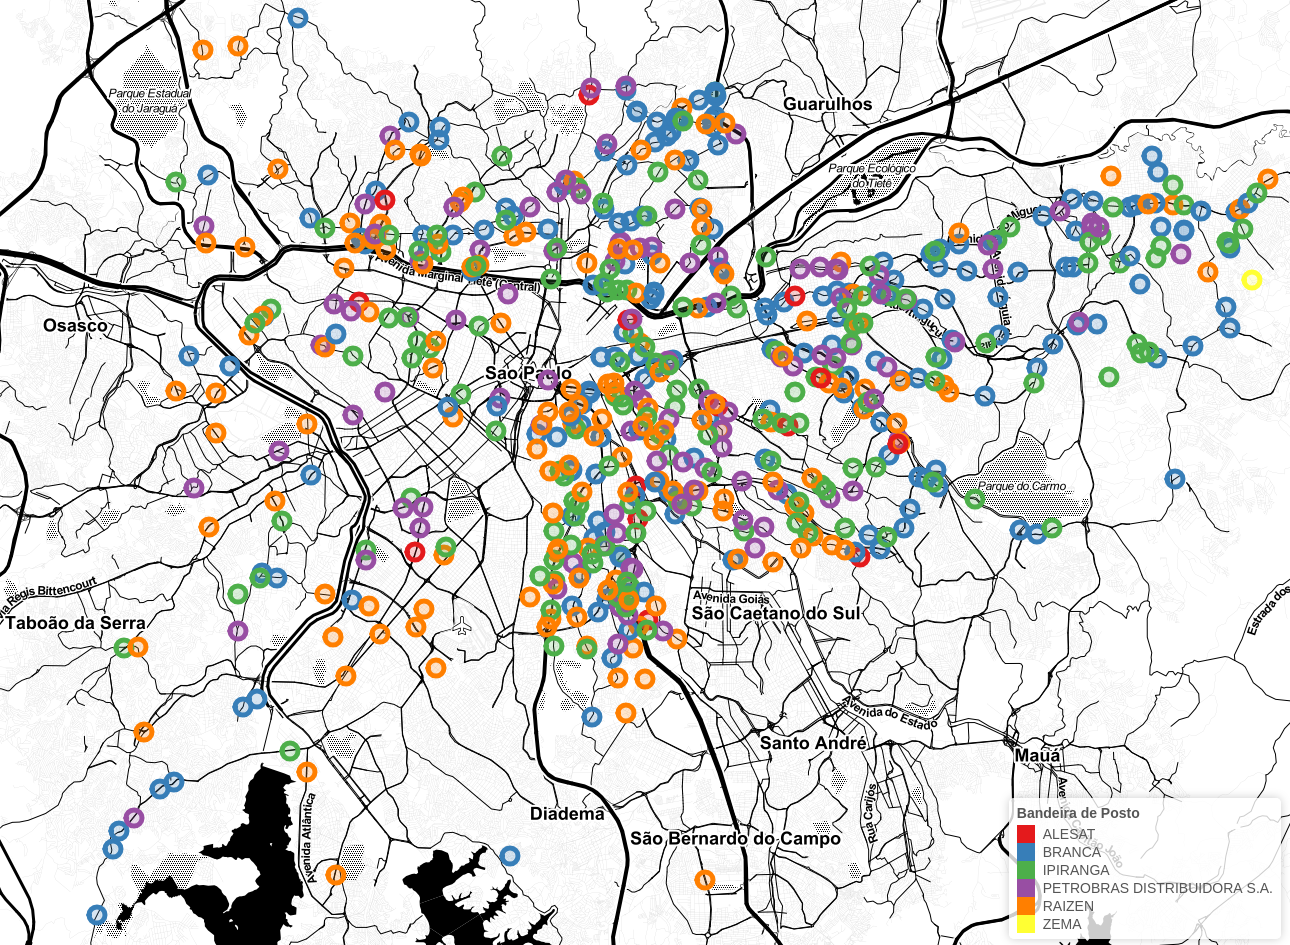 Parque Estadual
do Jaraguá
Guarulhos
Parque Ecológico
do Tietê
Avenida Marginal Tietê (Central)
Osasco
São Paulo
Parque do Carmo
Avenida Goiás
São Caetano do Sul
Régis Bittencourt
Taboão da Serra
Estrada dos
Avenida do Estado
Santo André
Mauá
Diadema
Avenida Atlântica
Rua Carijós
São Bernardo do Campo
Bandeira de Posto
ALESAT
BRANCA
IPIRANGA
PETROBRAS DISTRIBUIDORA S.A.
RAIZEN
ZEMA